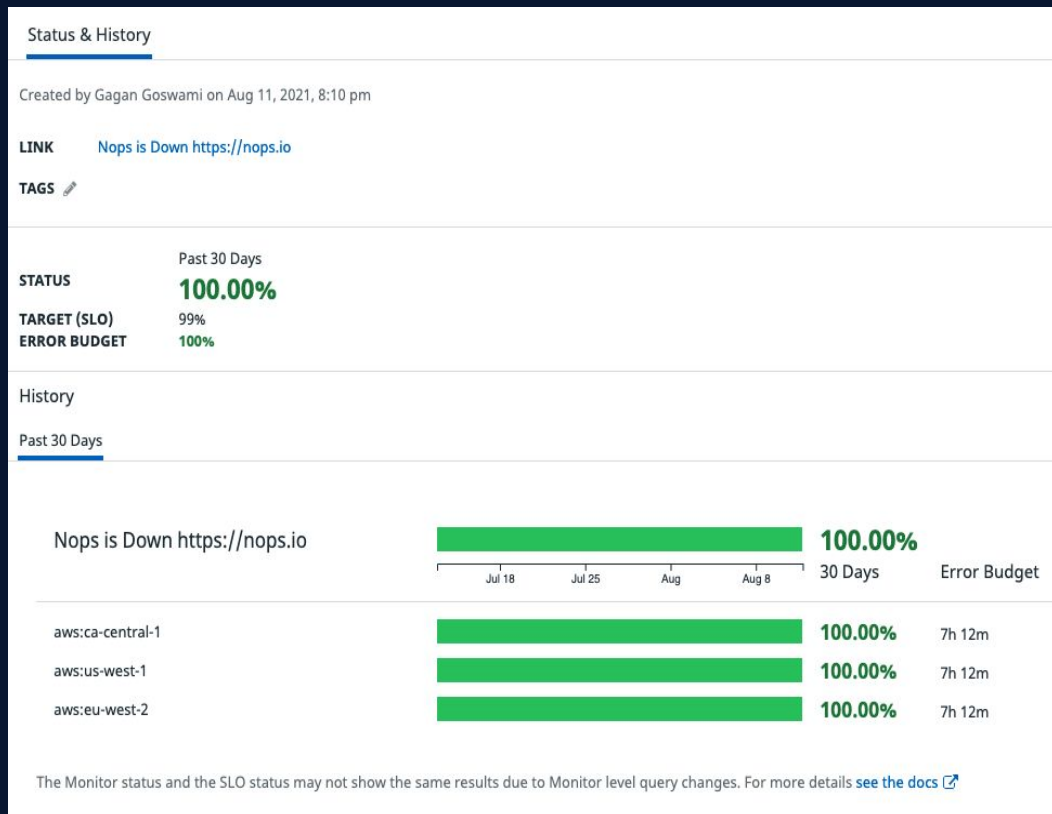 Status & History
Created by Gagan Goswami on Aug 11, 2021, 8:10 pm
LINK Nops is Down https://nops.io
TAGS
Past 30 Days
STATUS 100.00%
TARGET (SLO) 99%
ERROR BUDGET 100%
History
Past 30 Days
Nops is Down https://nops.io 100.00%
Jul 18 Jul 25 Aug Aug 8 30 Days Error Budget
aws:ca-central-1 100.00% 7h 12m
aws:us-west-1 100.00% 7h 12m
aws:eu-west-2 100.00% 7h 12m
The Monitor status and the SLO status may not show the same results due to Monitor level query changes. For more details see the docs